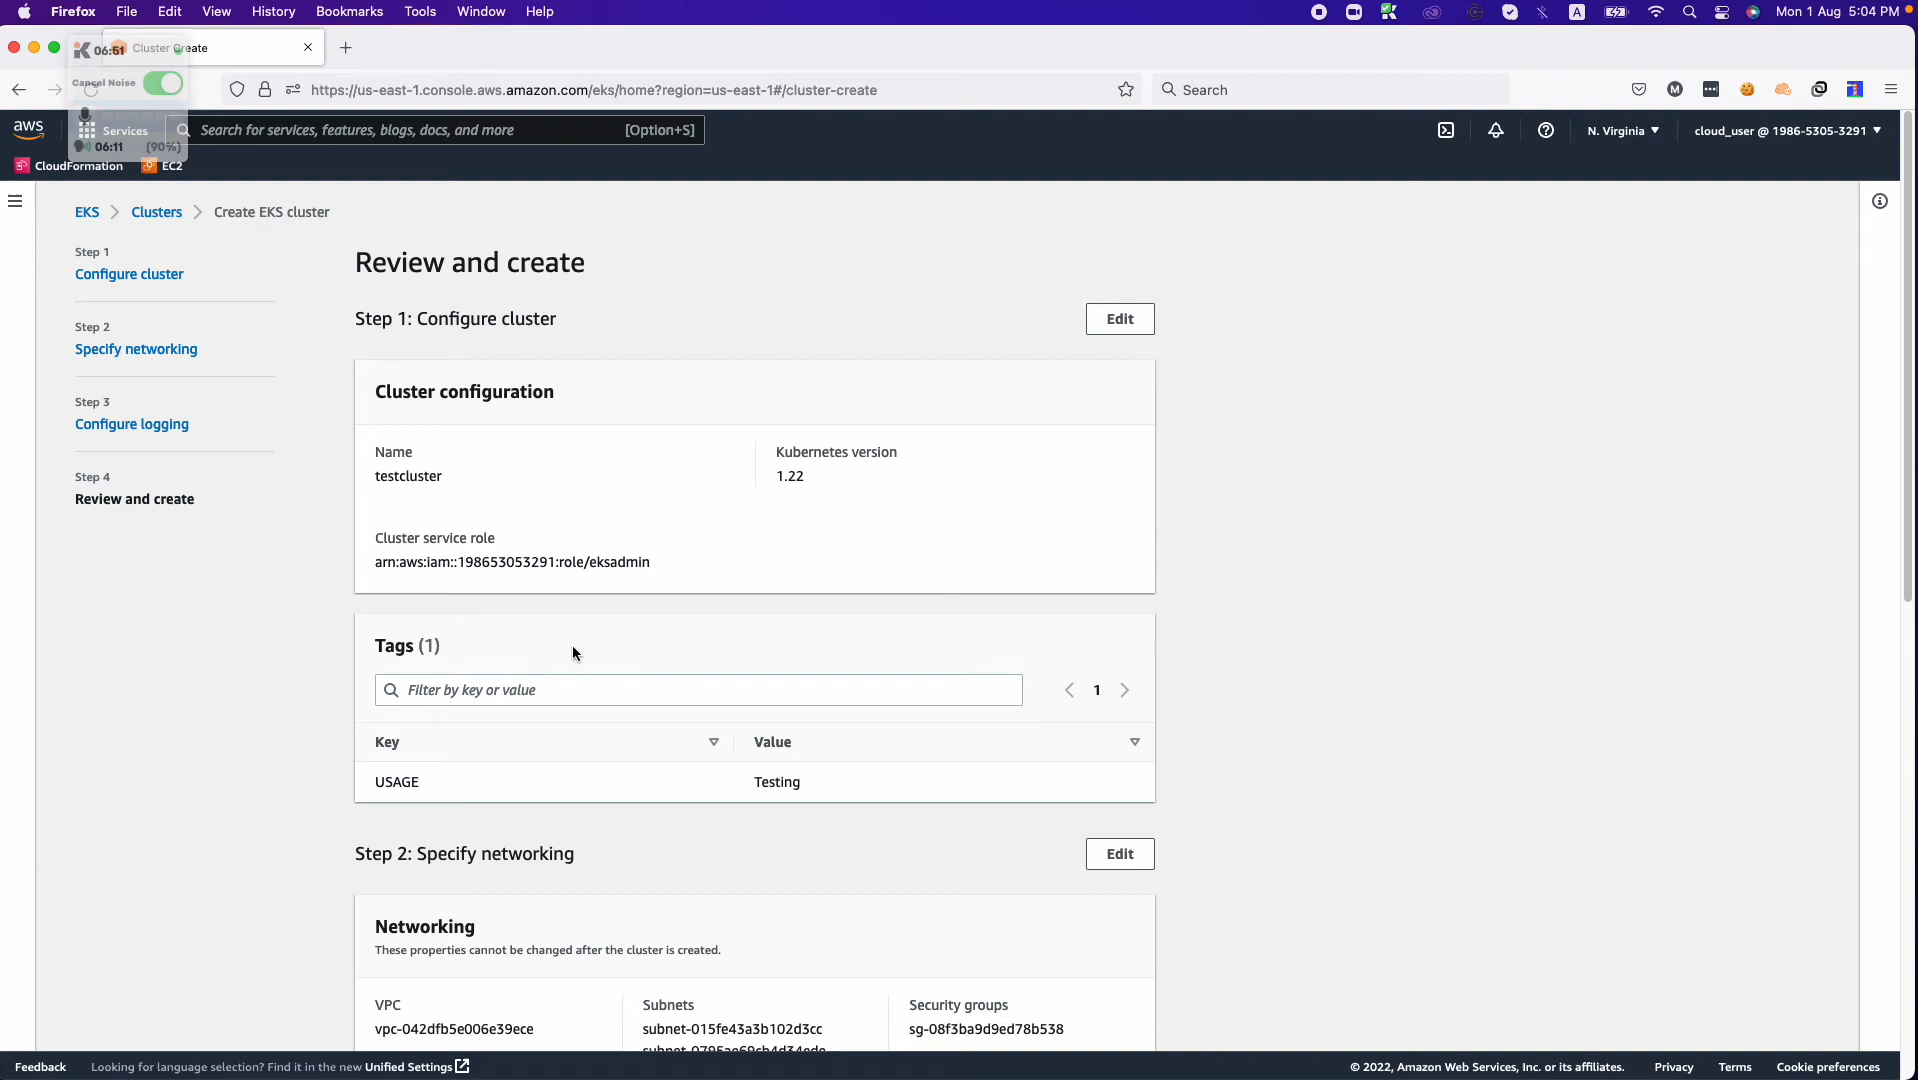 Firefox File Edit View History Bookmarks Tools Window Help A Mon 1 Aug 5:04 PM
06:51 Cluster Create
Cancel Noise
https://us-east-1.console.aws.amazon.com/eks/home?region=us-east-1#/cluster-create Search
aws Services Search for services, features, blogs, docs, and more [Option+S] N. Virginia cloud_user @ 1986-5305-3291
06:11 (90%)
CloudFormation EC2
EKS Clusters Create EKS cluster
Step 1
Configure cluster
Step 2
Specify networking
Step 3
Configure logging
Step 4
Review and create
Review and create
Step 1: Configure cluster Edit
Cluster configuration
Name Kubernetes version
testcluster 1.22
Cluster service role
arn:aws:iam::198653053291:role/eksadmin
Tags (1)
Filter by key or value 1
Key Value
USAGE Testing
Step 2: Specify networking Edit
Networking
These properties cannot be changed after the cluster is created.
VPC Subnets Security groups
vpc-042dfb5e006e39ece subnet-015fe43a3b102d3cc sg-08f3ba9d9ed78b538
Feedback Looking for language selection? Find it in the new Unified Settings © 2022, Amazon Web Services, Inc. or its affiliates. Privacy Terms Cookie preferences